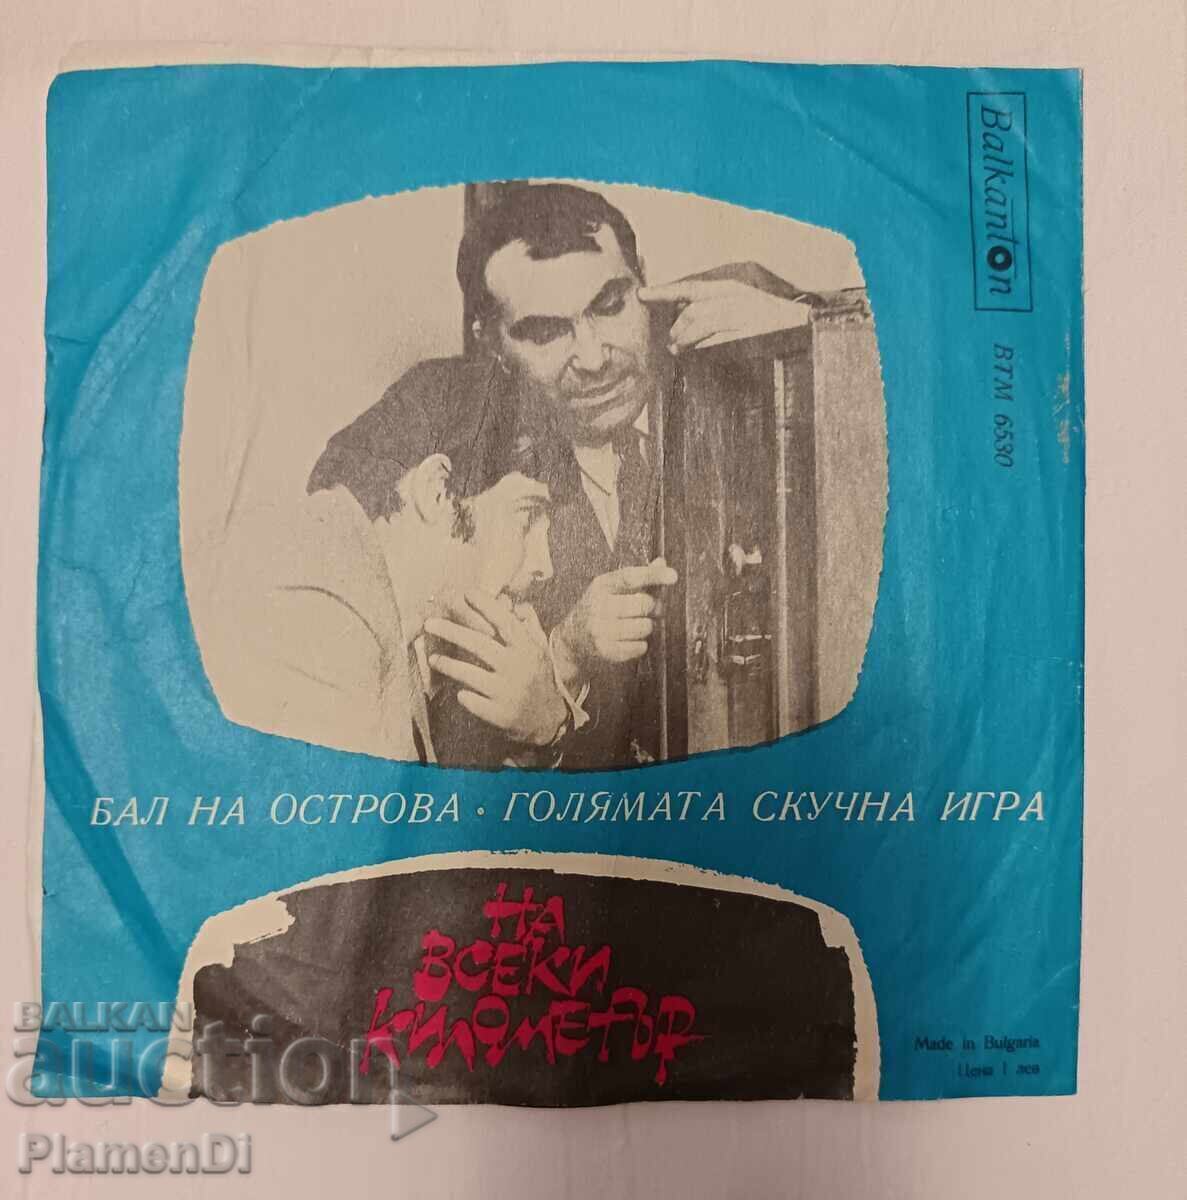 Balkanton
ВТМ 6530
БАЛ НА ОСТРОВА • ГОЛЯМАТА СКУЧНА ИГРА
НА
ВСЕКИ
КИЛОМЕТЪР
Made in Bulgaria
Цена 1 лев
BALKAN
auction
PlamenDi